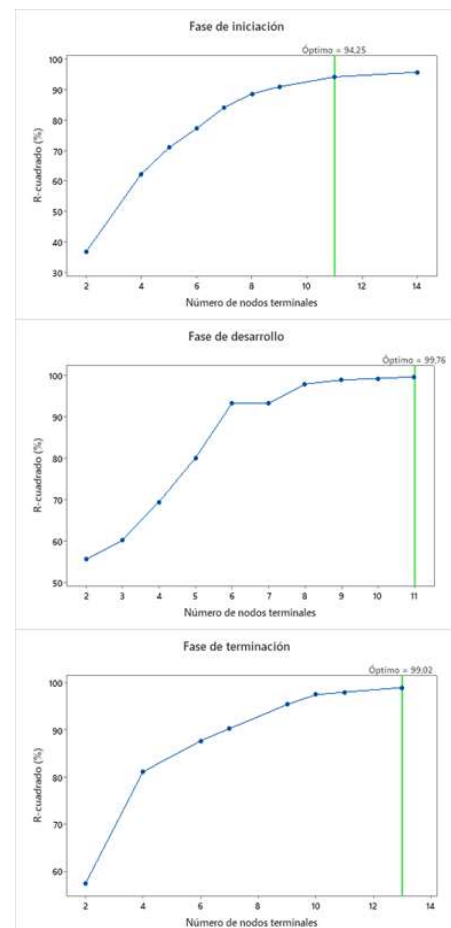 Fase de iniciación
Óptimo = 94,25
100
90
80
70
60
50
40
30
R-cuadrado (%)
2 4 6 8 10 12 14
Número de nodos terminales
Fase de desarrollo
Óptimo = 99,76
100
90
80
70
60
50
R-cuadrado (%)
2 3 4 5 6 7 8 9 10 11
Número de nodos terminales
Fase de terminación
Óptimo = 99,02
100
90
80
70
60
R-cuadrado (%)
2 4 6 8 10 12 14
Número de nodos terminales